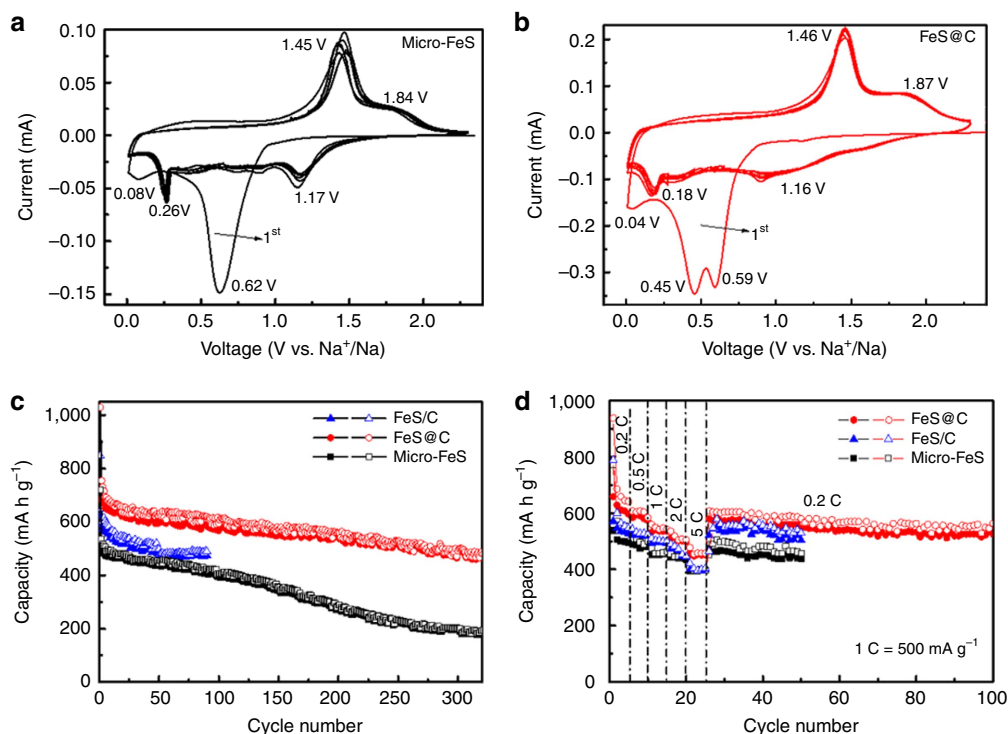 a
Micro-FeS
1.45 V
1.84 V
0.08V
0.26V
1.17 V
1st
0.62 V
0.10
0.05
0.00
−0.05
−0.10
−0.15
Current (mA)
0.0 0.5 1.0 1.5 2.0
Voltage (V vs. Na+/Na)
b
FeS@C
1.46 V
1.87 V
0.18 V
0.04 V
1.16 V
1st
0.45 V
0.59 V
0.2
0.1
0.0
−0.1
−0.2
−0.3
Current (mA)
0.0 0.5 1.0 1.5 2.0
Voltage (V vs. Na+/Na)
c
FeS/C
FeS@C
Micro-FeS
1,000
800
600
400
200
0
Capacity (mA h g−1)
0 50 100 150 200 250 300
Cycle number
d
FeS@C
FeS/C
Micro-FeS
0.2 C
0.5 C
1 C
2 C
5 C
0.2 C
1 C = 500 mA g−1
1,000
800
600
400
200
0
Capacity (mA h g−1)
0 20 40 60 80 100
Cycle number